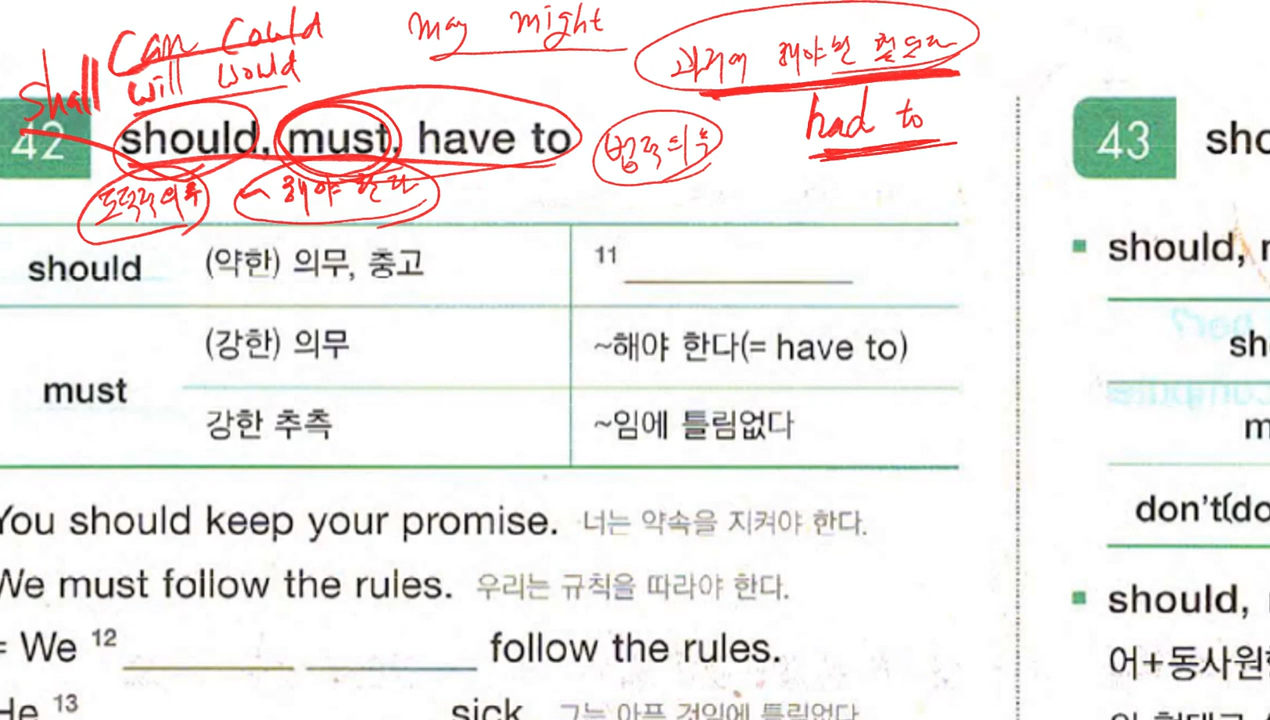 Can Could
may might
shall
will would
과거에 해야 했
had to
42 should, must, have to
법적 의무
43 sho
도덕적 의무
~ 해야 한다
should (약한) 의무, 충고 11
should, r
must (강한) 의무 ~해야 한다(= have to)
sh
강한 추측 ~임에 틀림없다
m
don't(do
You should keep your promise. 너는 약속을 지켜야 한다.
We must follow the rules. 우리는 규칙을 따라야 한다.
should,
= We 12 follow the rules.
어+동사원
He 13 sick 그는 아픈 것임에 틀림없다